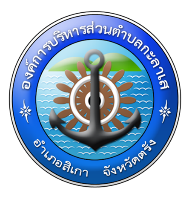 องค์การบริหารส่วนตำบลกะลาเส
อำเภอสิเกา จังหวัดตรัง